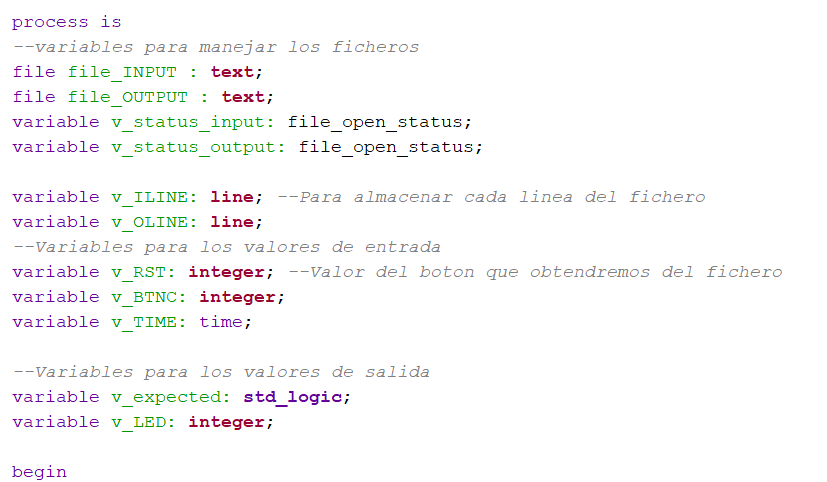 process is
--variables para manejar los ficheros
file file_INPUT : text;
file file_OUTPUT : text;
variable v_status_input: file_open_status;
variable v_status_output: file_open_status;
variable v_ILINE: line; --Para almacenar cada linea del fichero
variable v_OLINE: line;
--Variables para los valores de entrada
variable v_RST: integer; --Valor del boton que obtendremos del fichero
variable v_BTNC: integer;
variable v_TIME: time;
--Variables para los valores de salida
variable v_expected: std_logic;
variable v_LED: integer;
begin